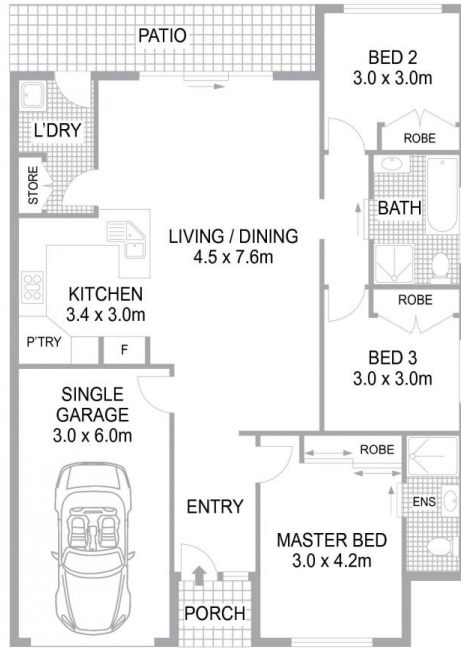 PATIO
BED 2
3.0 x 3.0m
ROBE
L'DRY
STORE
BATH
LIVING / DINING
4.5 x 7.6m
KITCHEN
3.4 x 3.0m
P'TRY
F
ROBE
BED 3
3.0 x 3.0m
SINGLE
GARAGE
3.0 x 6.0m
ROBE
ENS
ENTRY
MASTER BED
3.0 x 4.2m
PORCH